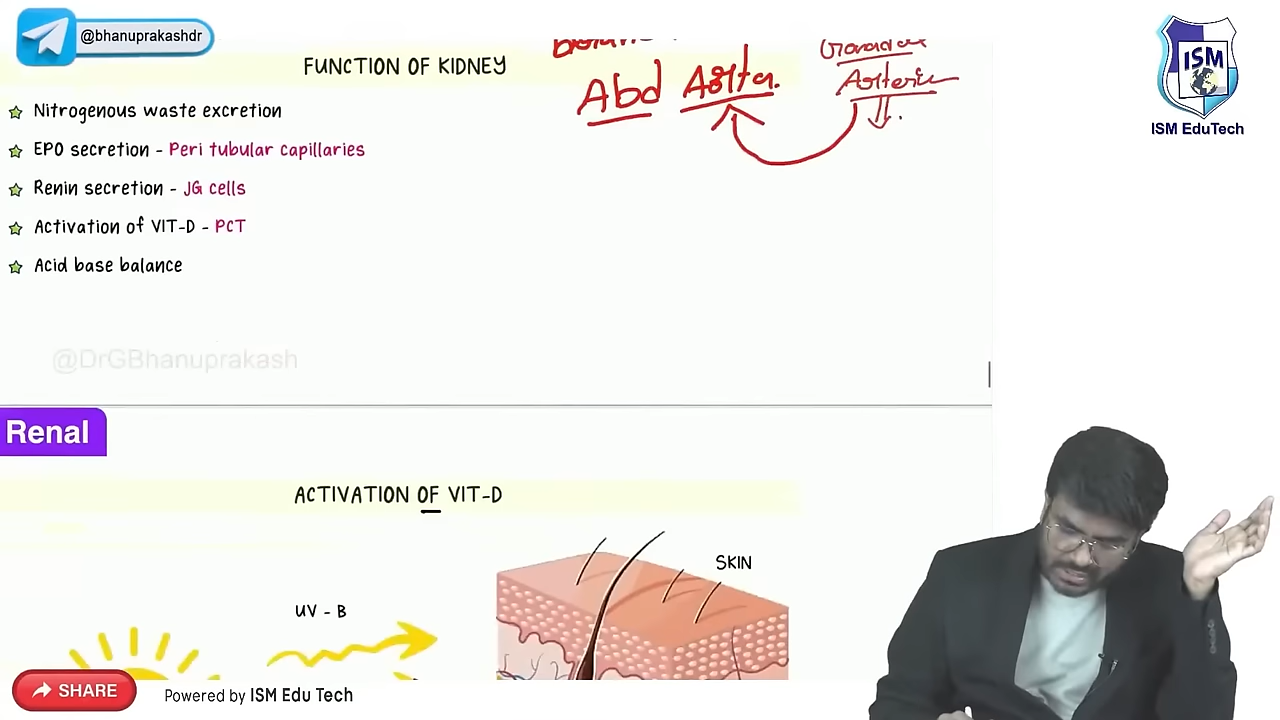 @bhanuprakashdr
FUNCTION OF KIDNEY
Abd Aorta.
ISM
ISM EduTech
Nitrogenous waste excretion
EPO secretion - Peri tubular capillaries
Renin secretion - JG cells
Activation of VIT-D - PCT
Acid base balance
@DrGBhanuprakash
Renal
ACTIVATION OF VIT-D
SKIN
UV - B
SHARE
Powered by ISM Edu Tech